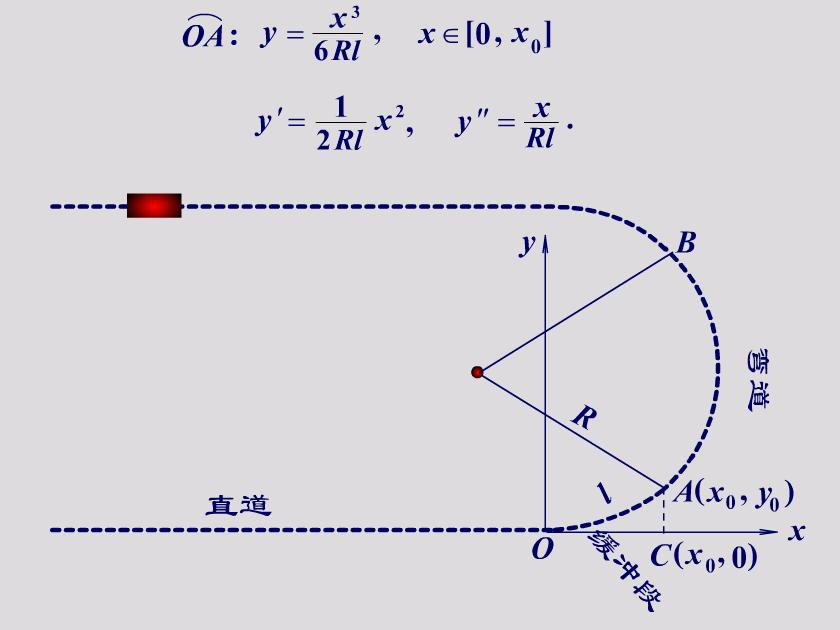 OA: y = x³/6Rl, x∈[0, x₀]
y′= 1/2Rl x², y″ = x/Rl.
y
B
弯道
R
A(x₀, y₀)
l
直道
O
缓冲段
C(x₀, 0)
x